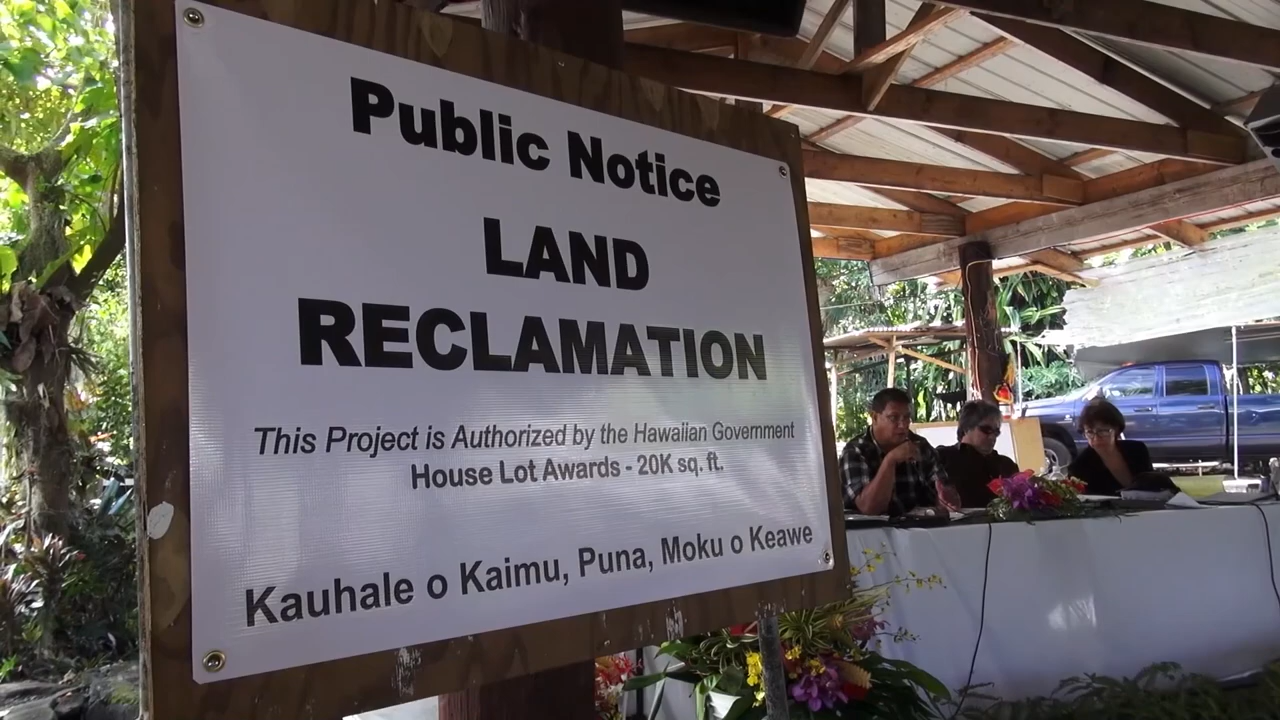 Public Notice
LAND
RECLAMATION
This Project is Authorized by the Hawaiian Government
House Lot Awards - 20K sq. ft.
Kauhale o Kaimu, Puna, Moku o Keawe